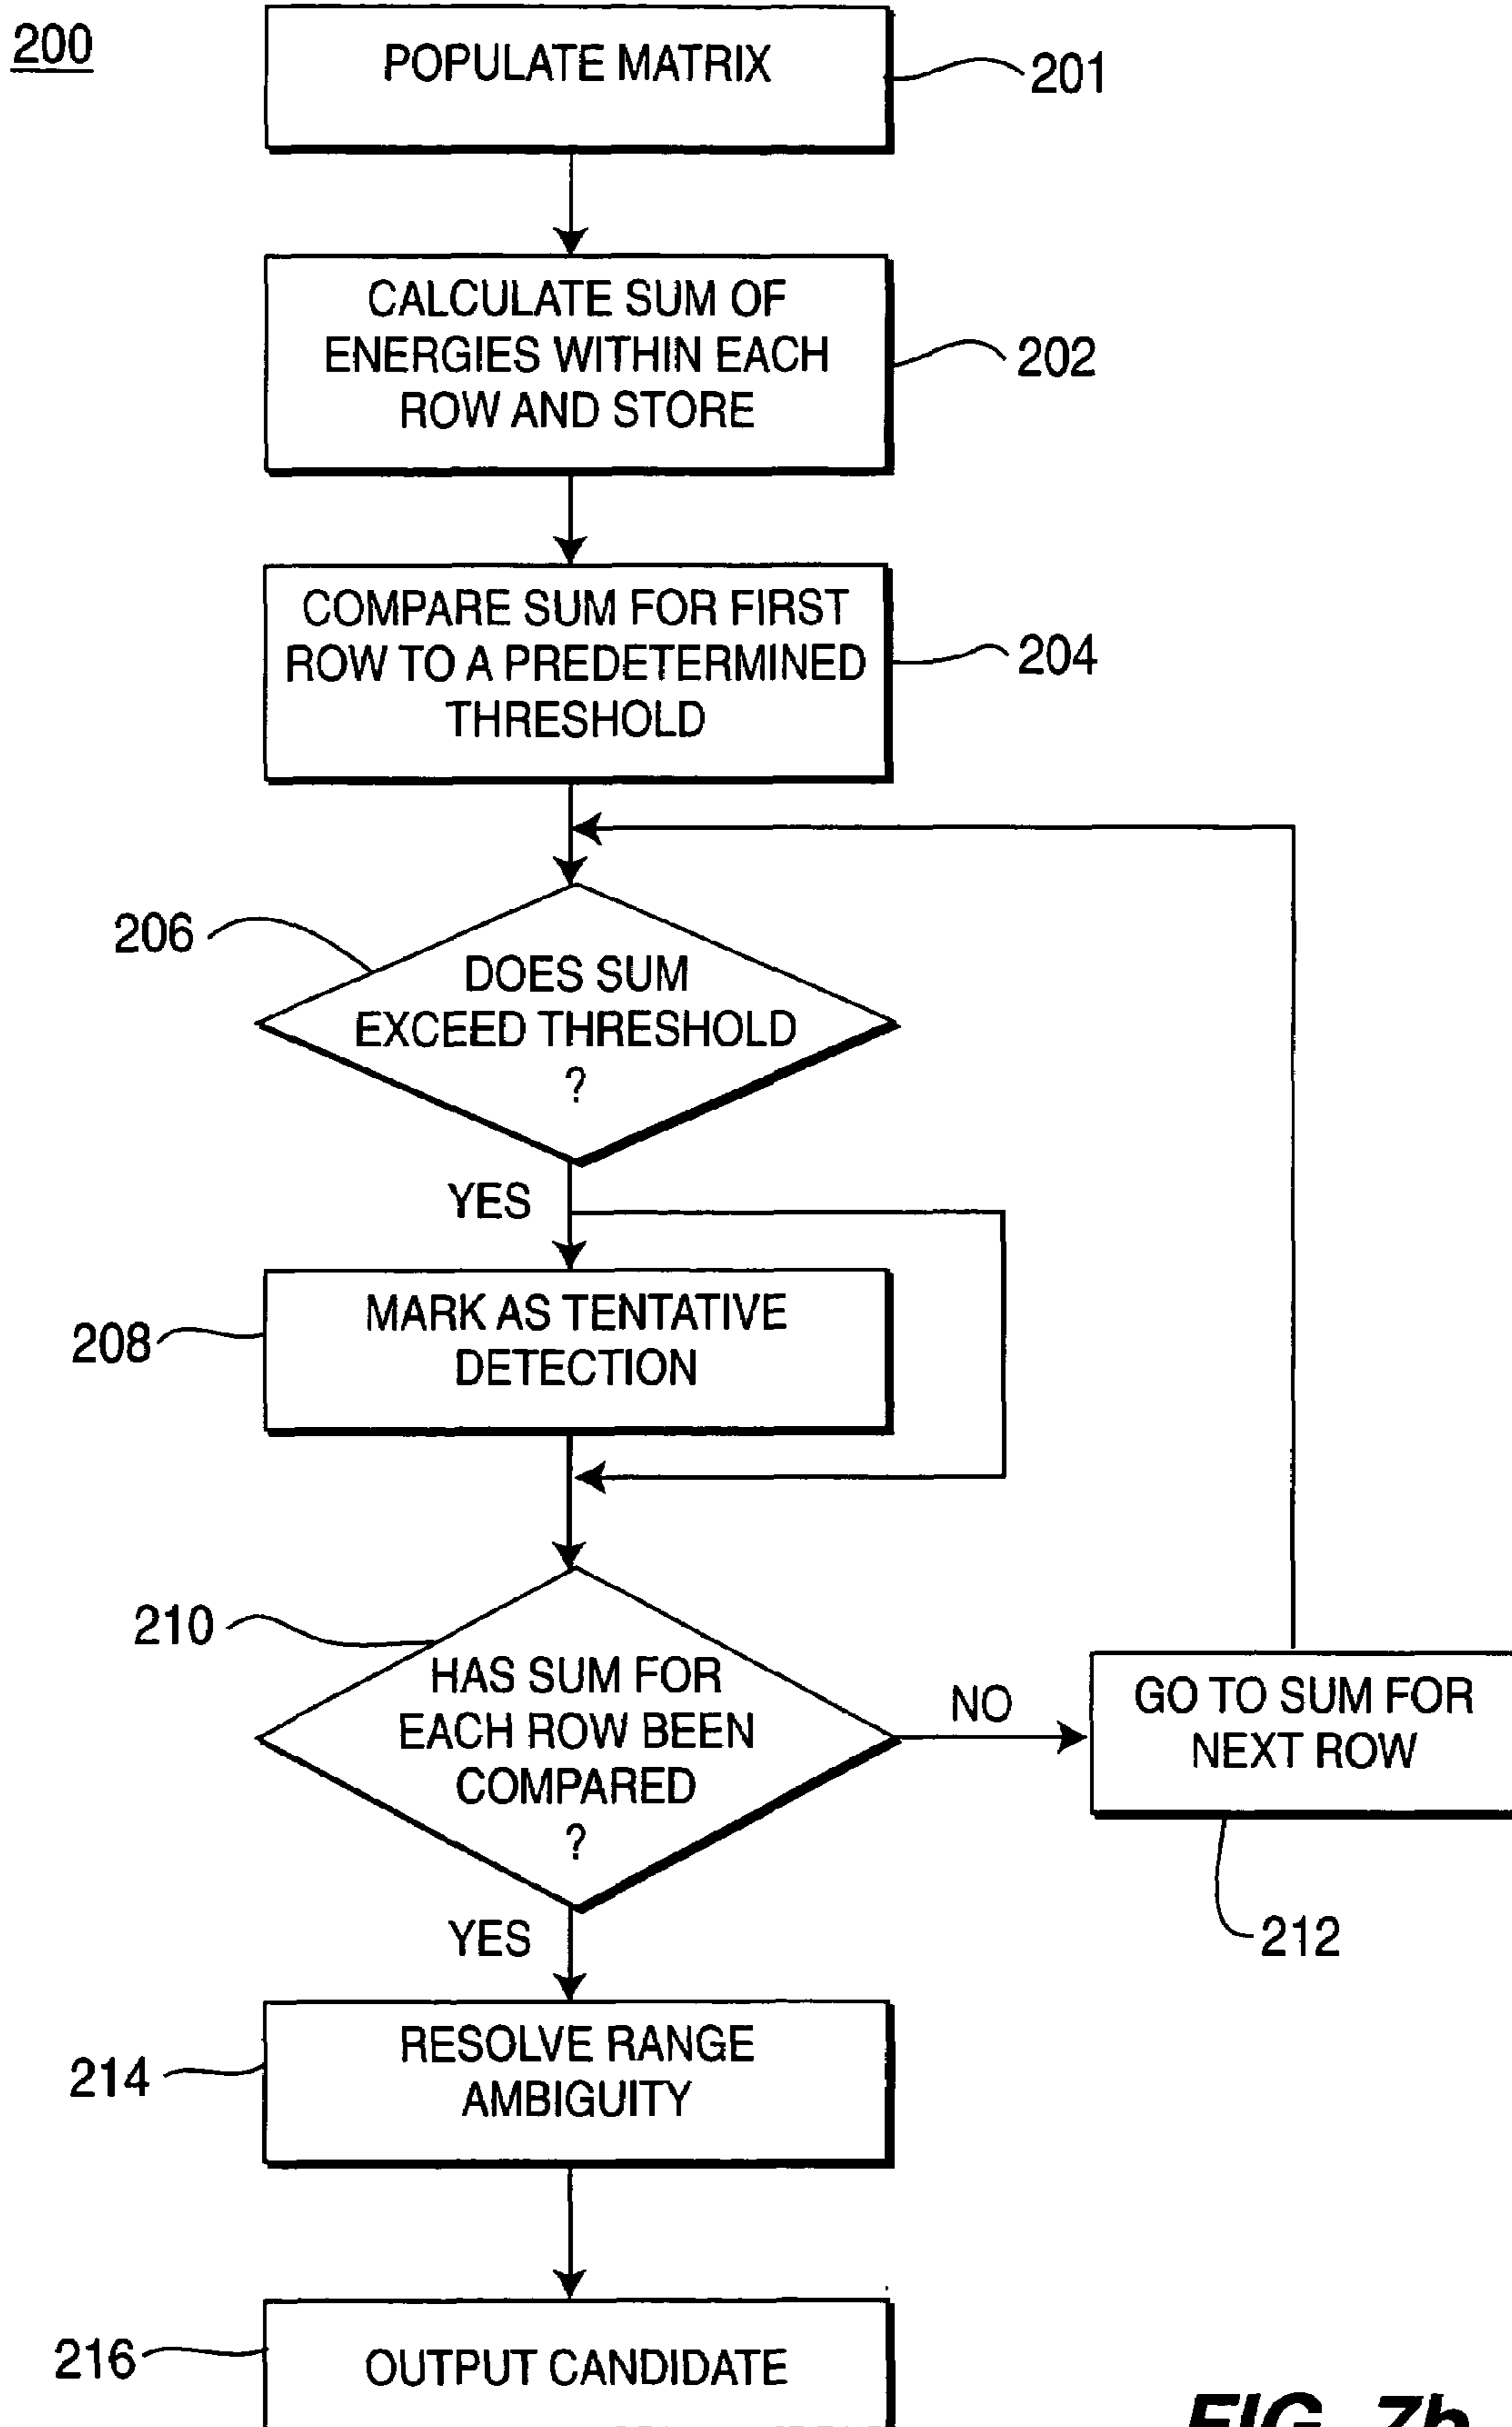 200
POPULATE MATRIX
201
CALCULATE SUM OF
ENERGIES WITHIN EACH
ROW AND STORE
202
COMPARE SUM FOR FIRST
ROW TO A PREDETERMINED
THRESHOLD
204
206
DOES SUM
EXCEED THRESHOLD
?
YES
208
MARK AS TENTATIVE
DETECTION
210
HAS SUM FOR
EACH ROW BEEN
COMPARED
?
NO
GO TO SUM FOR
NEXT ROW
212
YES
214
RESOLVE RANGE
AMBIGUITY
216
OUTPUT CANDIDATE
FIG. 7b